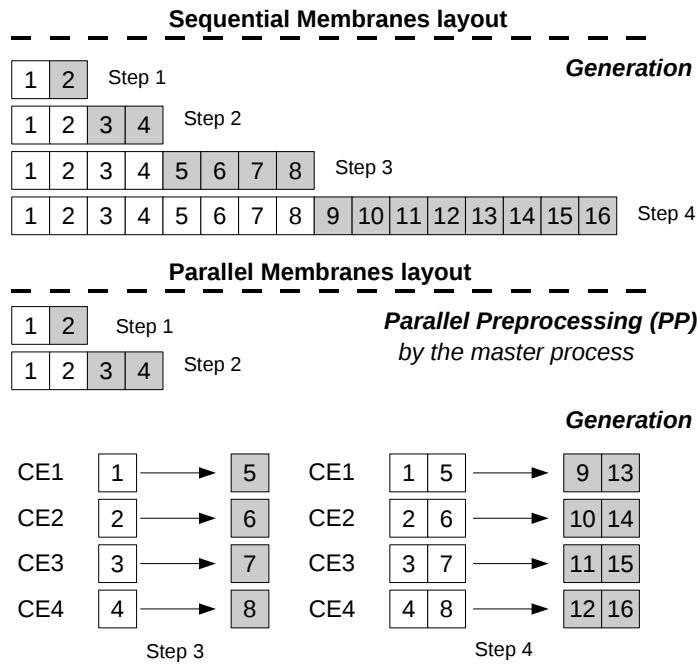 Sequential Membranes layout
Generation
1 2 Step 1
1 2 3 4 Step 2
1 2 3 4 5 6 7 8 Step 3
1 2 3 4 5 6 7 8 9 10 11 12 13 14 15 16 Step 4
Parallel Membranes layout
1 2 Step 1 Parallel Preprocessing (PP)
by the master process
1 2 3 4 Step 2
Generation
CE1 1 5 CE1 1 5 9 13
CE2 2 6 CE2 2 6 10 14
CE3 3 7 CE3 3 7 11 15
CE4 4 8 CE4 4 8 12 16
Step 3 Step 4